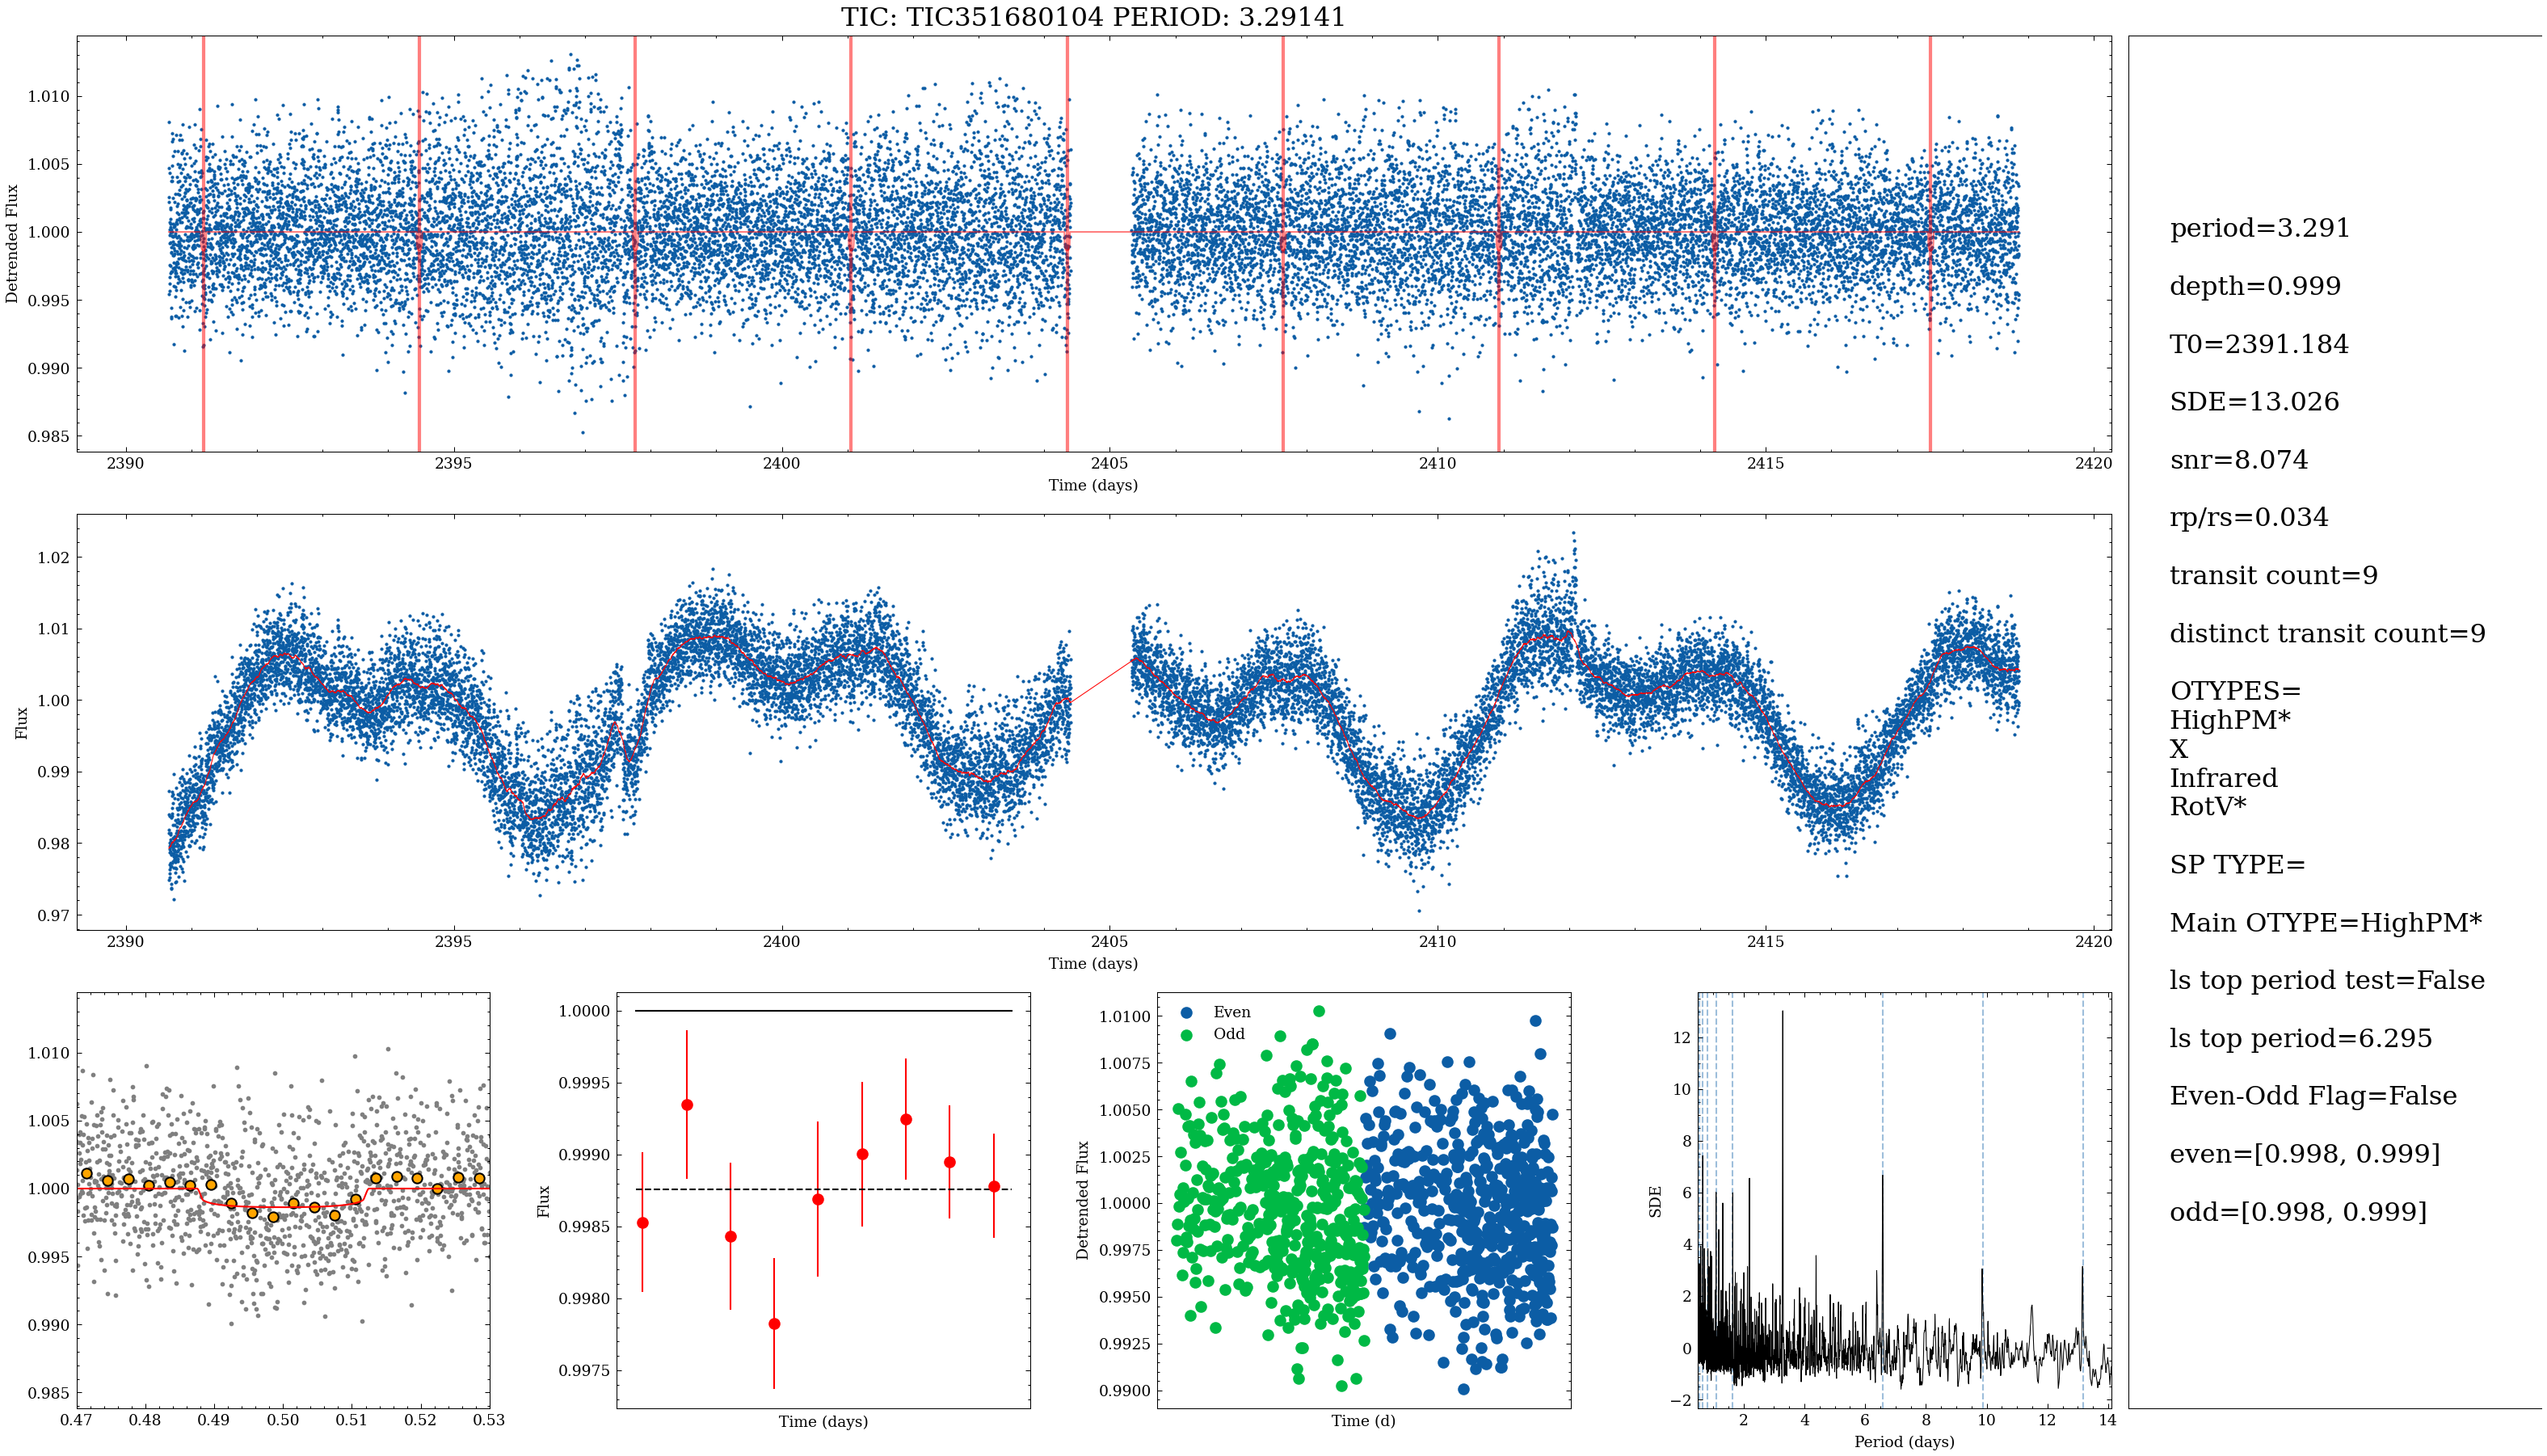 TIC: TIC351680104 PERIOD: 3.29141
1.010
1.005
1.000
0.995
0.990
0.985
Detrended Flux
2390 2395 2400 2405 2410 2415 2420
Time (days)
1.02
1.01
1.00
0.99
0.98
0.97
Flux
2390 2395 2400 2405 2410 2415 2420
Time (days)
1.010
1.005
1.000
0.995
0.990
0.985
0.47 0.48 0.49 0.50 0.51 0.52 0.53
1.0000
0.9995
0.9990
0.9985
0.9980
0.9975
Flux
Time (days)
Even
Odd
1.0100
1.0075
1.0050
1.0025
1.0000
0.9975
0.9950
0.9925
0.9900
Detrended Flux
Time (d)
12
10
8
6
4
2
0
−2
SDE
2 4 6 8 10 12 14
Period (days)
period=3.291
depth=0.999
T0=2391.184
SDE=13.026
snr=8.074
rp/rs=0.034
transit count=9
distinct transit count=9
OTYPES=
HighPM*
X
Infrared
RotV*
SP TYPE=
Main OTYPE=HighPM*
ls top period test=False
ls top period=6.295
Even-Odd Flag=False
even=[0.998, 0.999]
odd=[0.998, 0.999]